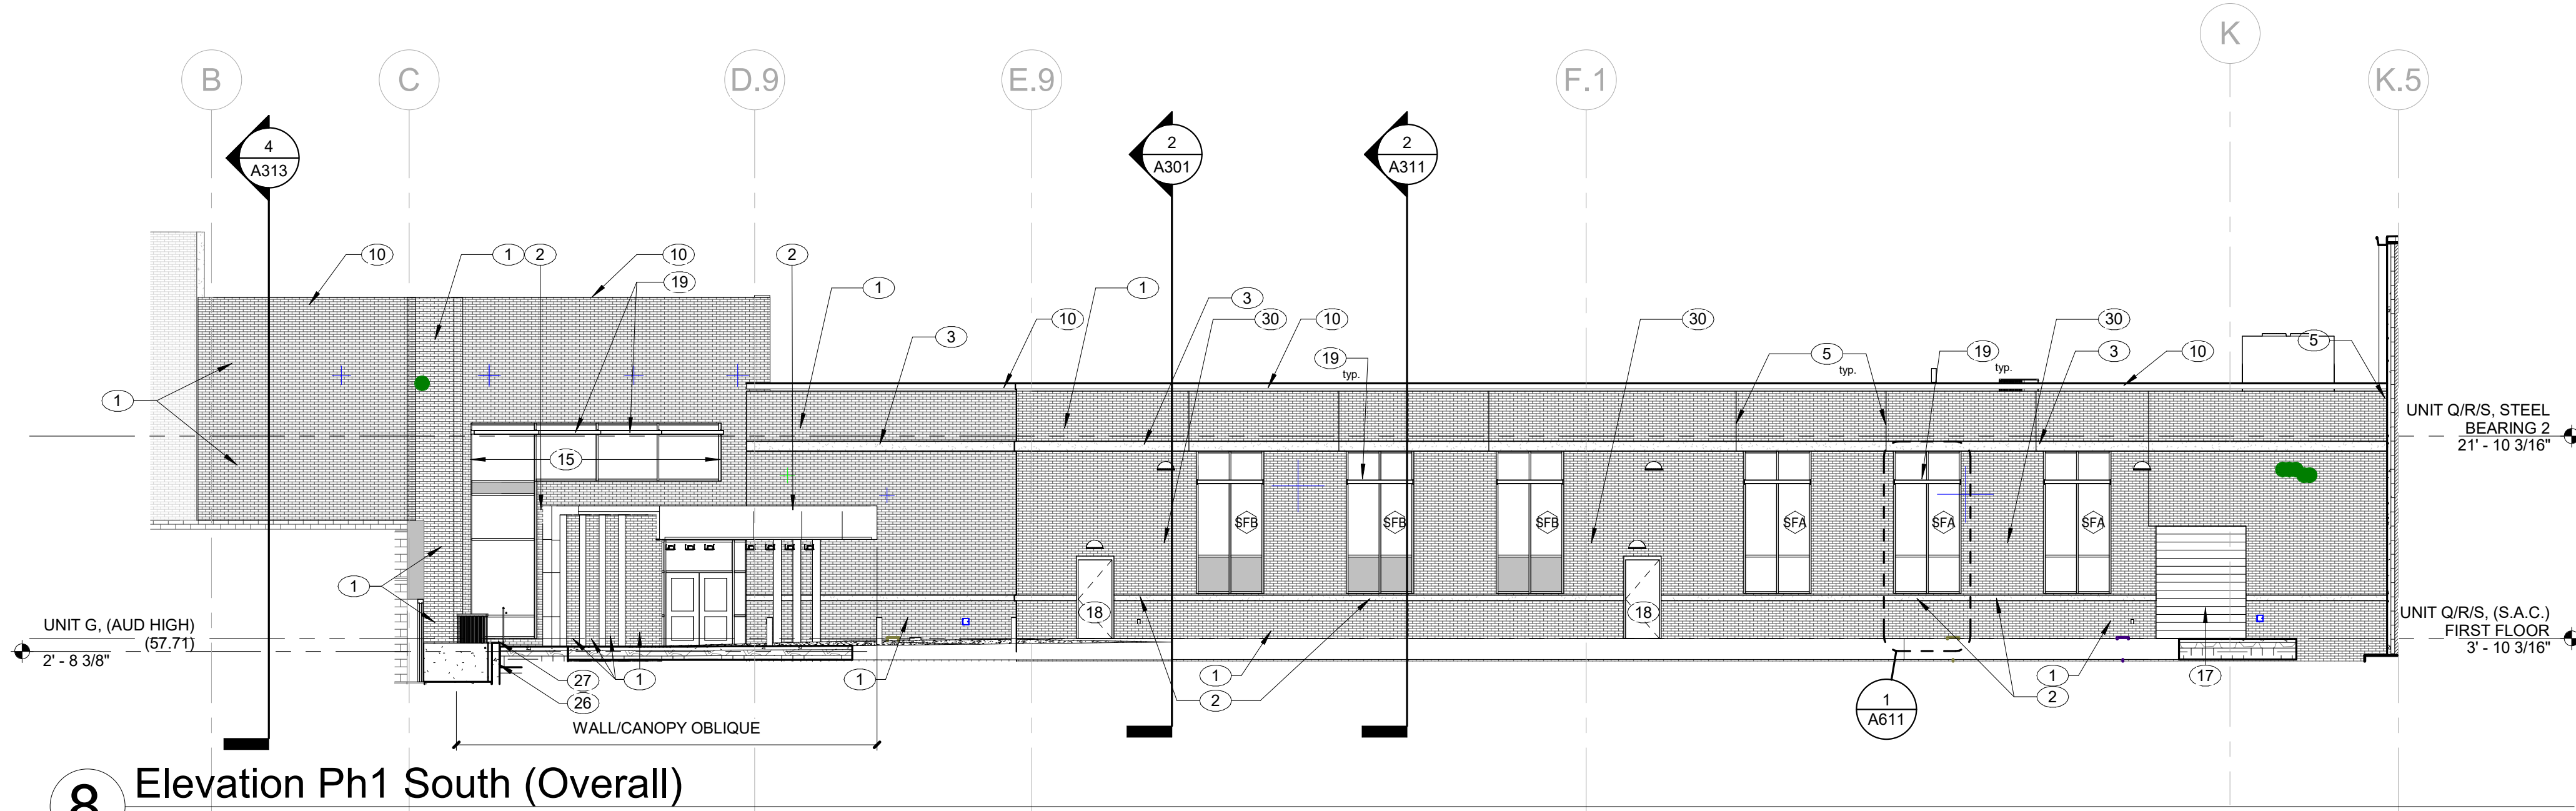 B
C
D.9
E.9
F.1
K
K.5
4
A313
2
A301
2
A311
10
1
2
10
19
2
1
3
10
1
3
30
10
19
typ.
30
5
typ.
19
typ.
30
3
10
5
1
15
UNIT Q/R/S, STEEL
BEARING 2
21' - 10 3/16"
SFB
SFB
SFB
SFA
SFA
SFA
1
18
18
UNIT G, (AUD HIGH)
(57.71)
2' - 8 3/8"
UNIT Q/R/S, (S.A.C.)
FIRST FLOOR
3' - 10 3/16"
27
1
26
1
1
2
1
2
17
1
A611
WALL/CANOPY OBLIQUE
8
Elevation Ph1 South (Overall)